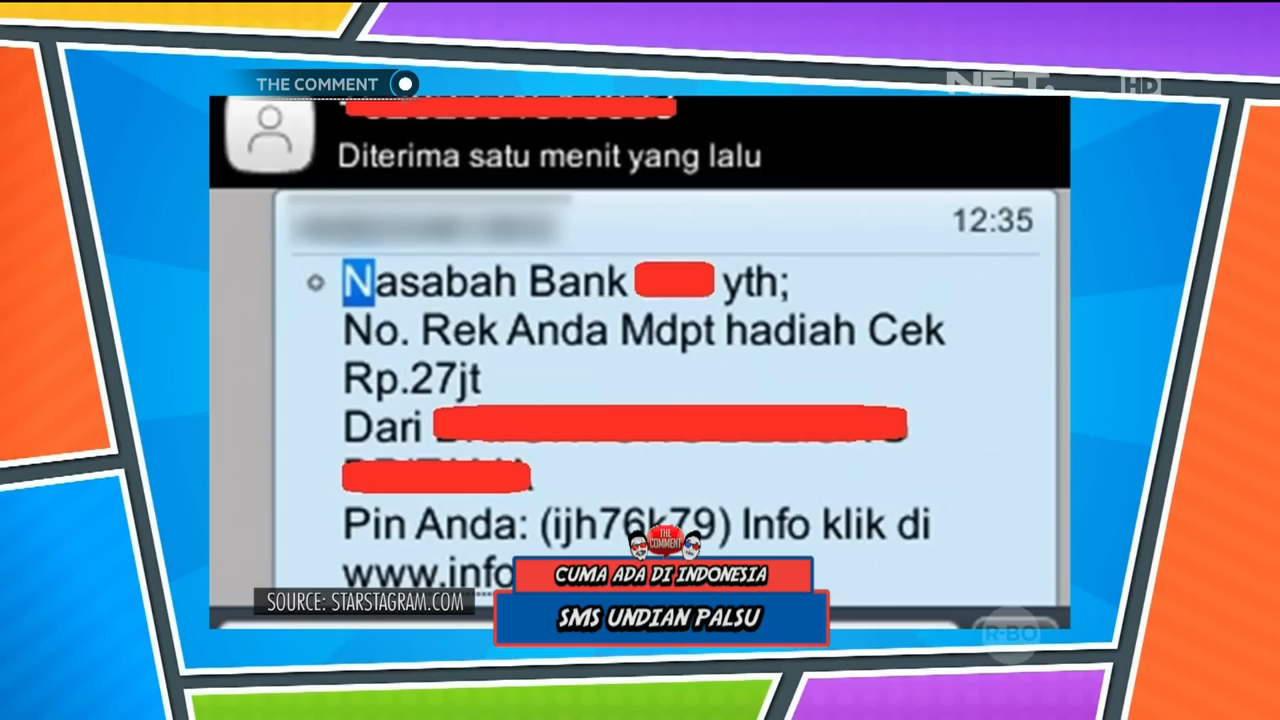 THE COMMENT
NET. HD
Diterima satu menit yang lalu
12:35
Nasabah Bank yth;
No. Rek Anda Mdpt hadiah Cek
Rp.27jt
Dari
Pin Anda: (ijh76k79) Info klik di
www.info
THE COMMENT
CUMA ADA DI INDONESIA
SOURCE: STARSTAGRAM.COM
SMS UNDIAN PALSU
R-BO